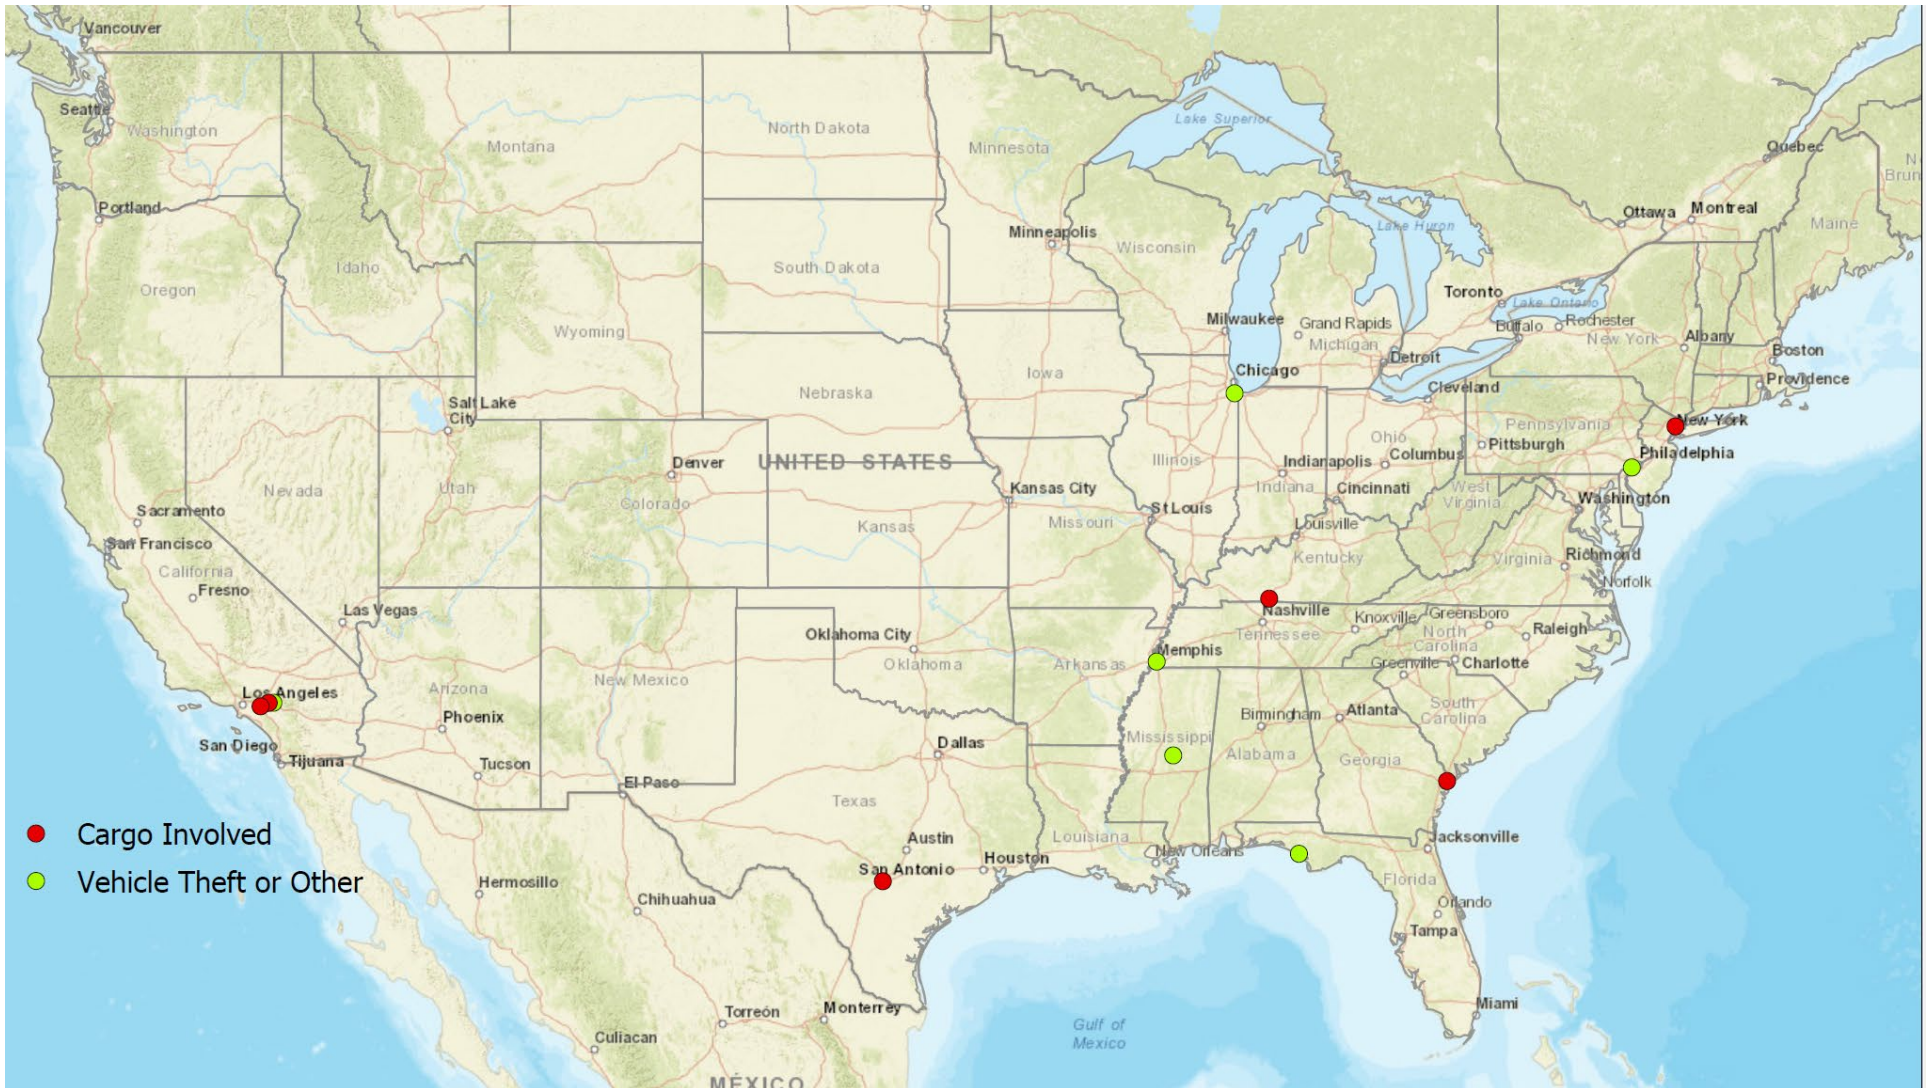 Vancouver
Seattle
Washington
Montana
North Dakota
Minnesota
Lake Superior
Quebec
Portland
Ottawa
Montreal
Maine
Minneapolis
Wisconsin
Lake Huron
Idaho
South Dakota
Oregon
Toronto
Lake Ontario
Wyoming
Milwaukee
Grand Rapids
Michigan
Buffalo
Rochester
New York
Albany
Detroit
Boston
Iowa
Chicago
Cleveland
Providence
Nebraska
Salt Lake
City
New York
Pennsylvania
Ohio
Pittsburgh
Philadelphia
Denver
UNITED STATES
Illinois
Indianapolis
Columbus
Nevada
Utah
Colorado
Kansas City
Indiana
Cincinnati
West
Virginia
Washington
Sacramento
St Louis
Kansas
Missouri
Louisville
San Francisco
Kentucky
Virginia
Richmond
California
Fresno
Norfolk
Las Vegas
Nashville
Knoxville
Greensboro
Oklahoma City
Tennessee
North
Carolina
Raleigh
Memphis
Oklahoma
Arkansas
Greenville
Charlotte
New Mexico
Los Angeles
Arizona
South
Carolina
Phoenix
Birmingham
Atlanta
San Diego
Dallas
Mississippi
Alabama
Georgia
Tijuana
Tucson
El Paso
Texas
Cargo Involved
Austin
Louisiana
Jacksonville
San Antonio
Houston
New Orleans
Vehicle Theft or Other
Hermosillo
Florida
Chihuahua
Orlando
Tampa
Miami
Torreón
Monterrey
Gulf of
Mexico
Culiacan
MÉXICO